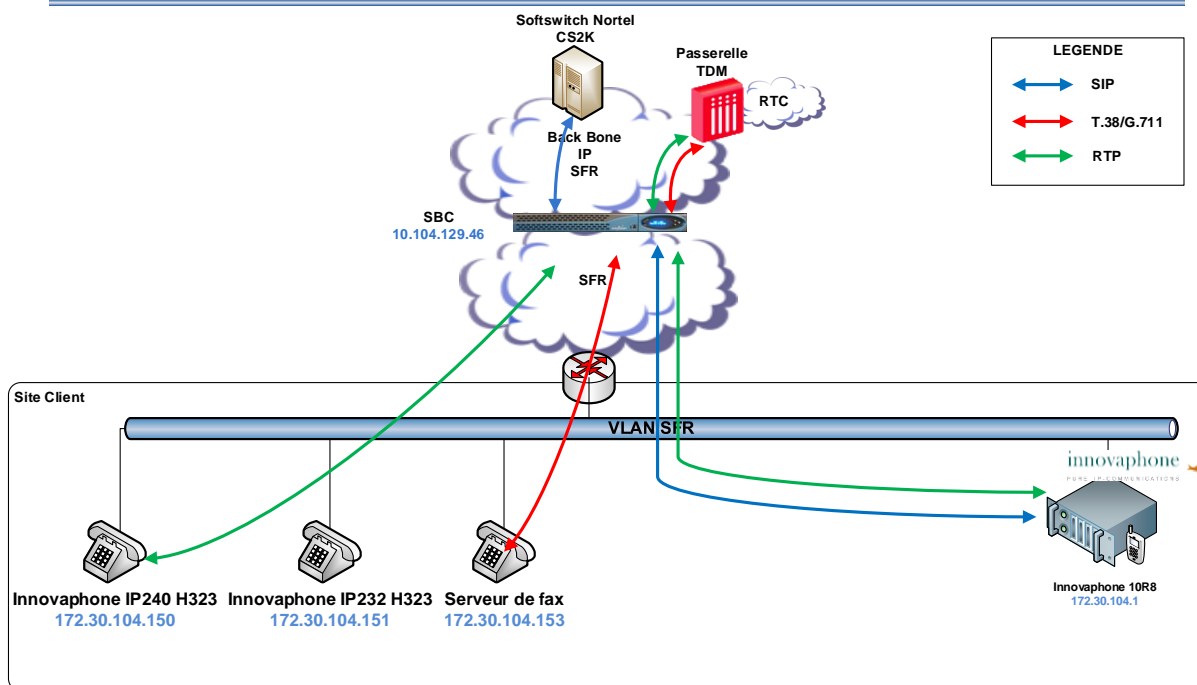 Softswitch Nortel
CS2K
Passerelle
TDM
RTC
LEGENDE
SIP
T.38/G.711
RTP
Back Bone
IP
SFR
SBC
10.104.129.46
SFR
Site Client
VLAN SFR
innovaphone
PURE IP-COMMUNICATIONS
Innovaphone 10R8
172.30.104.1
Innovaphone IP240 H323
172.30.104.150
Innovaphone IP232 H323
172.30.104.151
Serveur de fax
172.30.104.153